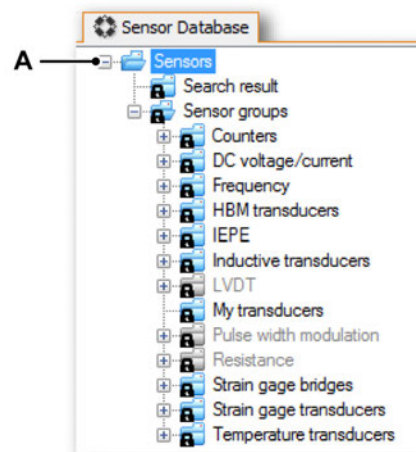 Sensor Database
A
Sensors
Search result
Sensor groups
Counters
DC voltage/current
Frequency
HBM transducers
IEPE
Inductive transducers
LVDT
My transducers
Pulse width modulation
Resistance
Strain gage bridges
Strain gage transducers
Temperature transducers